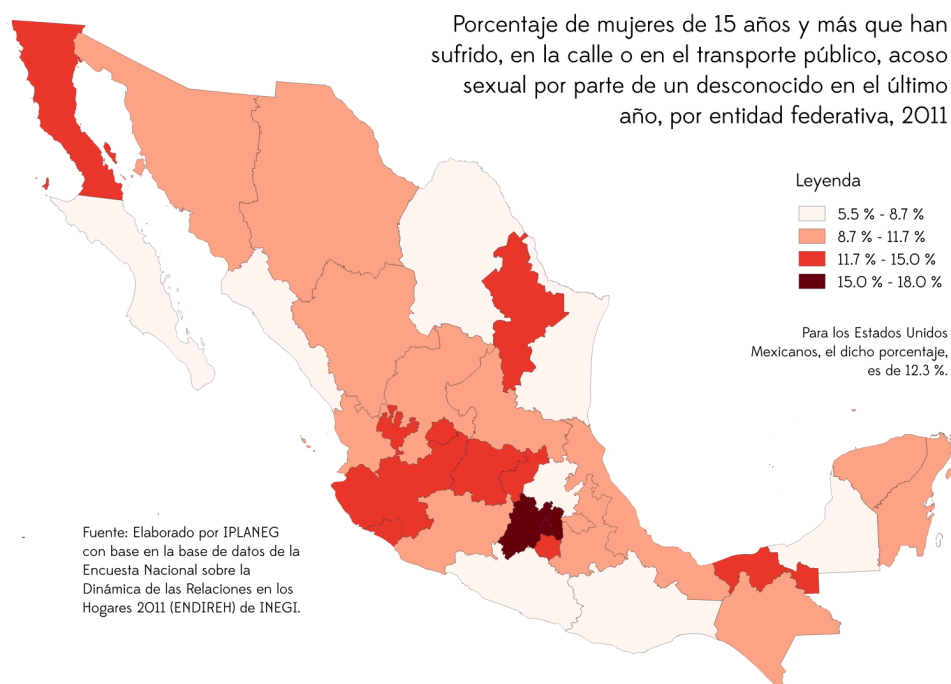 Porcentaje de mujeres de 15 años y más que han
sufrido, en la calle o en el transporte público, acoso
sexual por parte de un desconocido en el último
año, por entidad federativa, 2011
Leyenda
5.5 % - 8.7 %
8.7 % - 11.7 %
11.7 % - 15.0 %
15.0 % - 18.0 %
Para los Estados Unidos
Mexicanos, el dicho porcentaje,
es de 12.3 %.
Fuente: Elaborado por IPLANEG
con base en la base de datos de la
Encuesta Nacional sobre la
Dinámica de las Relaciones en los
Hogares 2011 (ENDIREH) de INEGI.